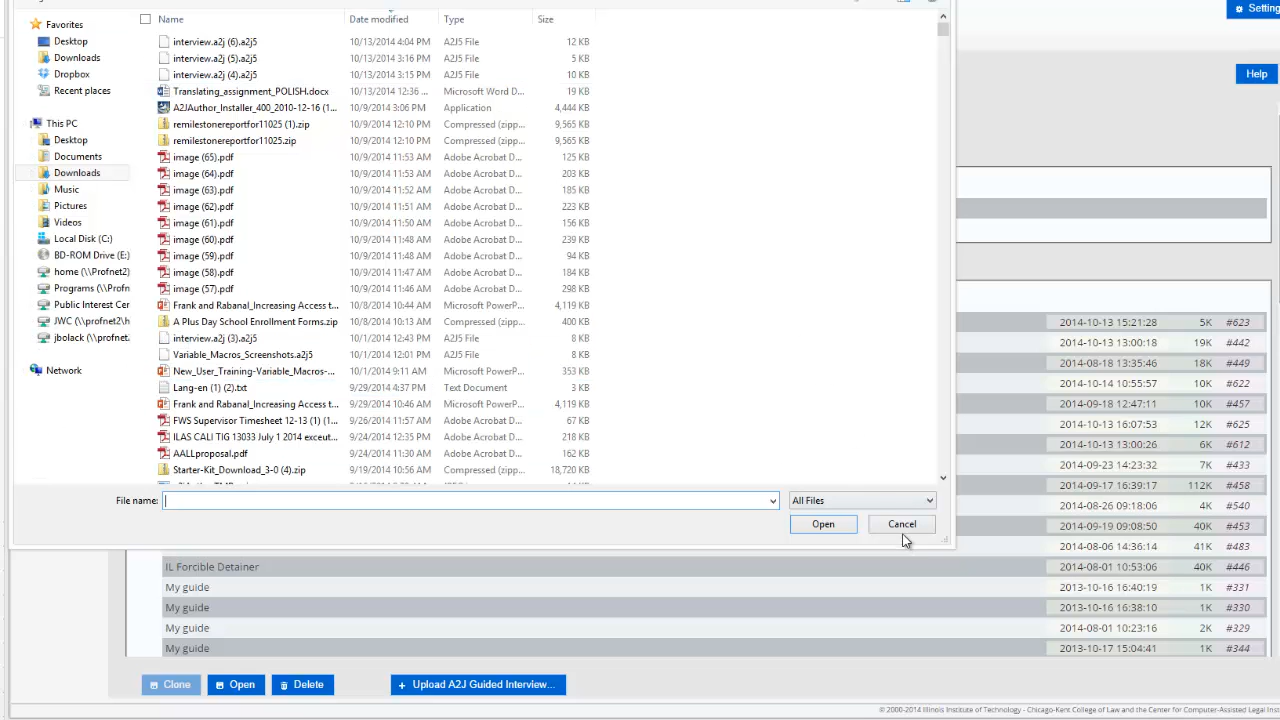 Setting
Help
Favorites
Desktop
Downloads
Dropbox
Recent places
This PC
Desktop
Documents
Downloads
Music
Pictures
Videos
Local Disk (C:)
BD-ROM Drive (E:)
home (\\Profnet2)
Programs (\\Profn
Public Interest Cer
JWC (\\profnet2\h
jbolack (\\profnet.
Network
Name Date modified Type Size
interview.a2j (6).a2j5 10/13/2014 4:04 PM A2J5 File 12 KB
interview.a2j (5).a2j5 10/13/2014 3:16 PM A2J5 File 5 KB
interview.a2j (4).a2j5 10/13/2014 3:15 PM A2J5 File 10 KB
Translating_assignment_POLISH.docx 10/13/2014 12:36 ... Microsoft Word D... 19 KB
A2JAuthor_Installer_400_2010-12-16 (1... 10/9/2014 3:06 PM Application 4,444 KB
remilestonereportfor11025 (1).zip 10/9/2014 12:10 PM Compressed (zipp... 9,565 KB
remilestonereportfor11025.zip 10/9/2014 12:10 PM Compressed (zipp... 9,565 KB
image (65).pdf 10/9/2014 11:53 AM Adobe Acrobat D... 125 KB
image (64).pdf 10/9/2014 11:53 AM Adobe Acrobat D... 203 KB
image (63).pdf 10/9/2014 11:52 AM Adobe Acrobat D... 185 KB
image (62).pdf 10/9/2014 11:51 AM Adobe Acrobat D... 223 KB
image (61).pdf 10/9/2014 11:50 AM Adobe Acrobat D... 156 KB
image (60).pdf 10/9/2014 11:48 AM Adobe Acrobat D... 239 KB
image (59).pdf 10/9/2014 11:48 AM Adobe Acrobat D... 94 KB
image (58).pdf 10/9/2014 11:47 AM Adobe Acrobat D... 184 KB
image (57).pdf 10/9/2014 11:46 AM Adobe Acrobat D... 298 KB
Frank and Rabanal_Increasing Access t... 10/8/2014 10:44 AM Microsoft PowerP... 4,119 KB
A Plus Day School Enrollment Forms.zip 10/8/2014 10:13 AM Compressed (zipp... 400 KB
interview.a2j (3).a2j5 10/1/2014 12:43 PM A2J5 File 8 KB
Variable_Macros_Screenshots.a2j5 10/1/2014 12:01 PM A2J5 File 8 KB
New_User_Training-Variable_Macros-... 10/1/2014 9:11 AM Microsoft PowerP... 353 KB
Lang-en (1) (2).txt 9/29/2014 4:37 PM Text Document 3 KB
Frank and Rabanal_Increasing Access t... 9/29/2014 10:46 AM Microsoft PowerP... 4,119 KB
FWS Supervisor Timesheet 12-13 (1) (1... 9/26/2014 11:57 AM Adobe Acrobat D... 67 KB
ILAS CALI TIG 13033 July 1 2014 exceut... 9/24/2014 12:35 PM Adobe Acrobat D... 218 KB
AALLproposal.pdf 9/24/2014 11:30 AM Adobe Acrobat D... 162 KB
Starter-Kit_Download_3-0 (4).zip 9/19/2014 10:56 AM Compressed (zipp... 18,720 KB
File name: All Files
Open Cancel
2014-10-13 15:21:28 5K #623
2014-10-13 13:00:18 19K #442
2014-08-18 13:35:46 18K #449
2014-10-14 10:55:57 10K #622
2014-09-18 12:47:11 10K #457
2014-10-13 16:07:53 12K #625
2014-10-13 13:00:26 6K #612
2014-09-23 14:23:32 7K #433
2014-09-17 16:39:17 112K #458
2014-08-26 09:18:06 4K #540
2014-09-19 09:08:50 40K #453
2014-08-06 14:36:14 41K #483
IL Forcible Detainer 2014-08-01 10:53:06 40K #446
My guide 2013-10-16 16:40:19 1K #331
My guide 2013-10-16 16:38:10 1K #330
My guide 2014-08-01 10:23:16 2K #329
My guide 2013-10-17 15:04:41 1K #344
Clone Open Delete + Upload A2J Guided Interview...
© 2000-2014 Illinois Institute of Technology - Chicago-Kent College of Law and the Center for Computer-Assisted Legal Inst